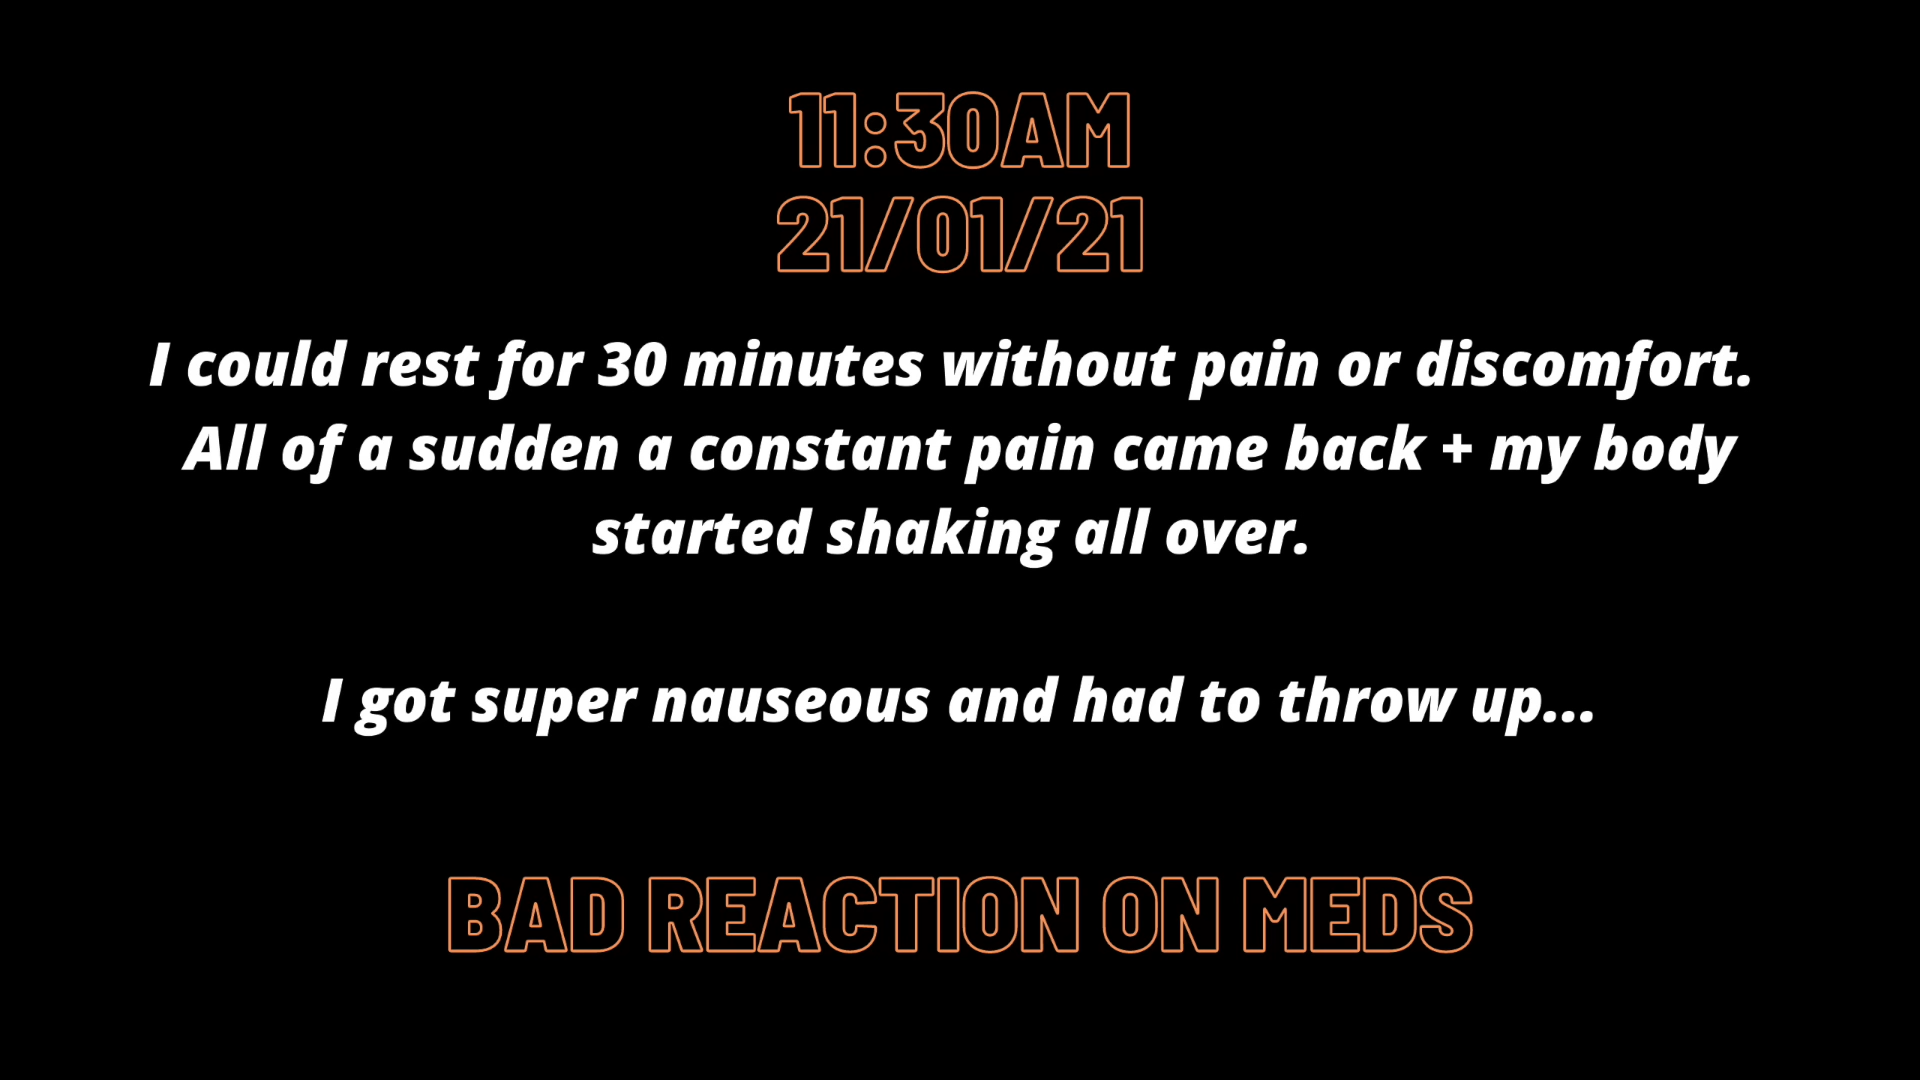 11:30AM
21/01/21
I could rest for 30 minutes without pain or discomfort.
All of a sudden a constant pain came back + my body
started shaking all over.
I got super nauseous and had to throw up...
BAD REACTION ON MEDS